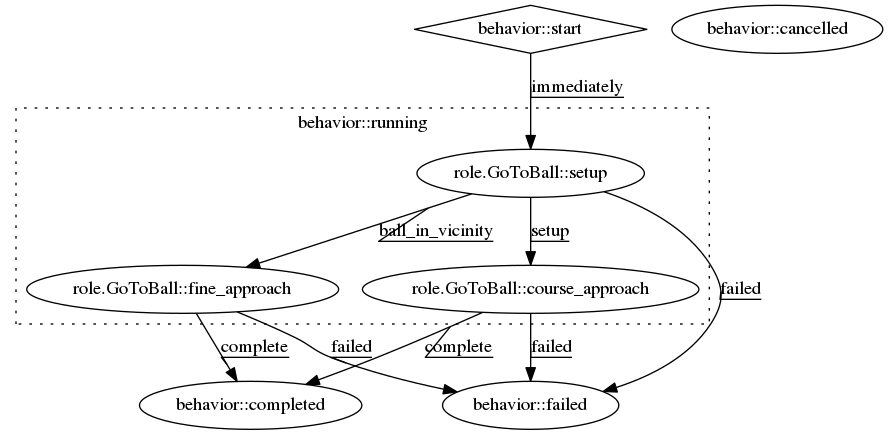 behavior::start
behavior::cancelled
immediately
behavior::running
role.GoToBall::setup
ball_in_vicinity
setup
role.GoToBall::fine_approach
role.GoToBall::course_approach
failed
complete
failed
complete
failed
behavior::completed
behavior::failed